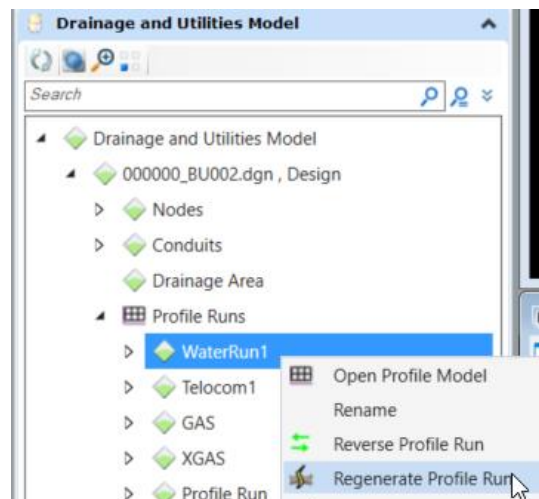 Drainage and Utilities Model
Search
Drainage and Utilities Model
000000_BU002.dgn , Design
Nodes
Conduits
Drainage Area
Profile Runs
WaterRun1
Open Profile Model
Telocom1
Rename
GAS
Reverse Profile Run
XGAS
Regenerate Profile Run
Profile Run